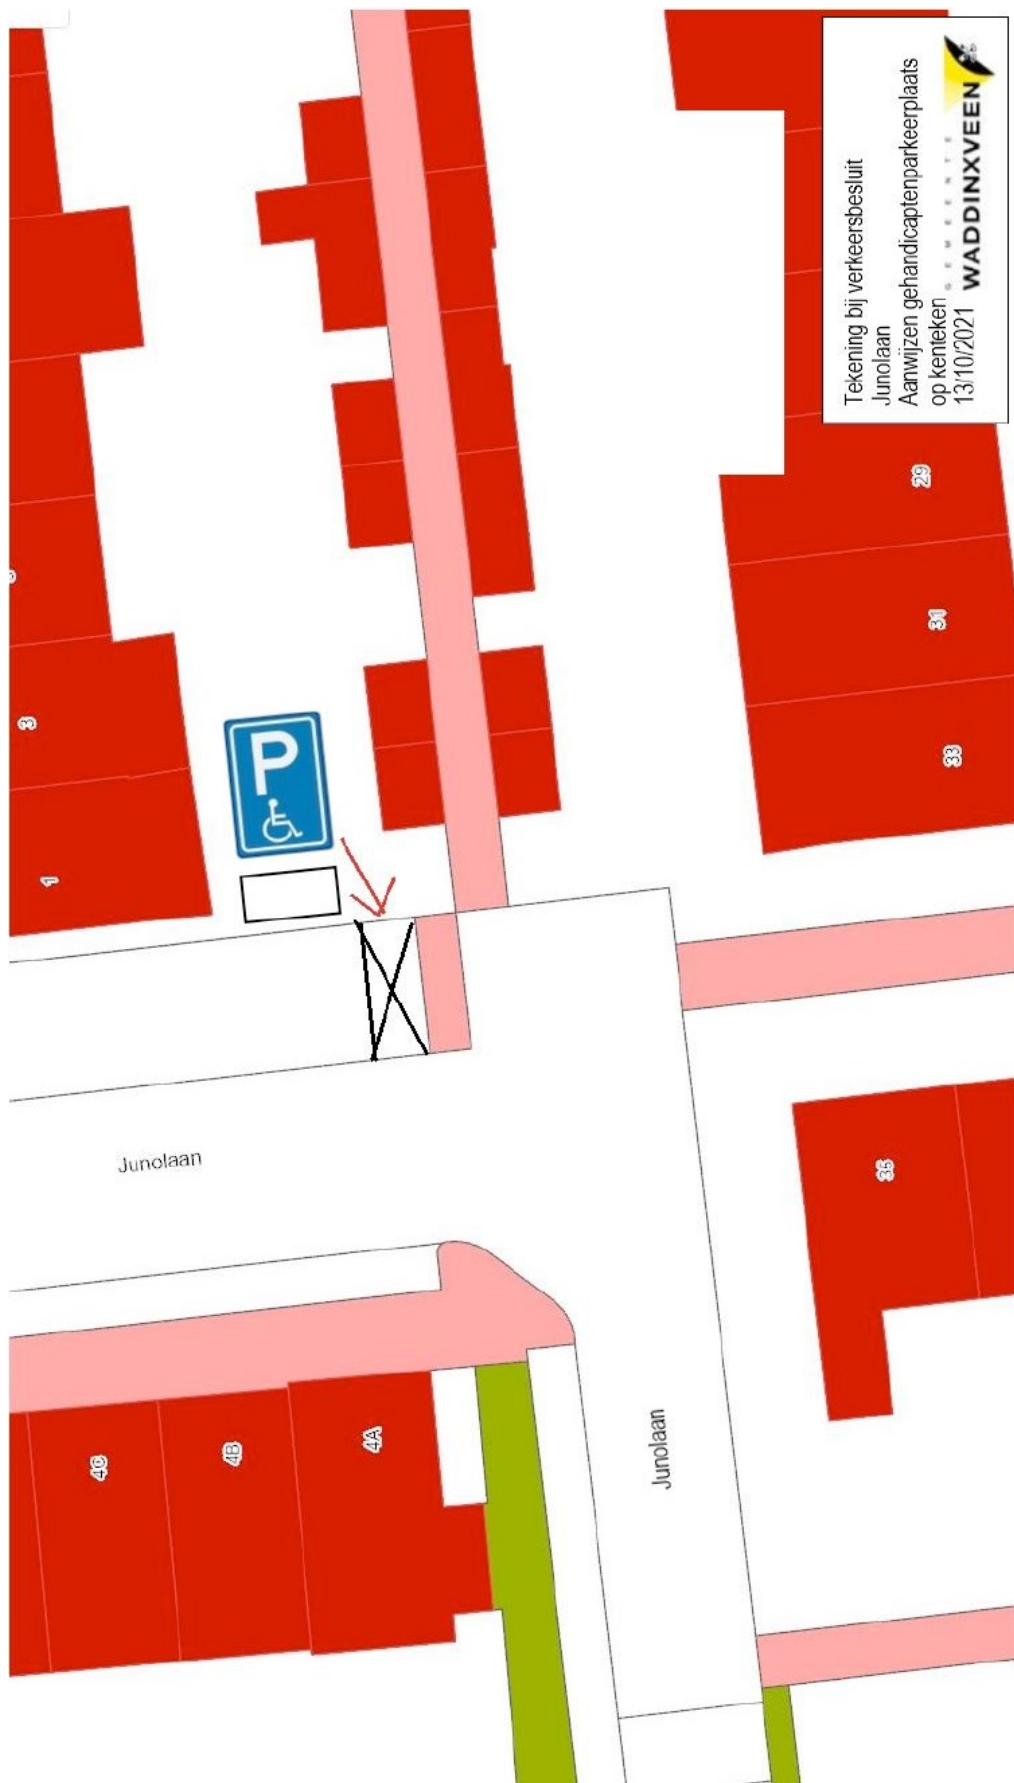 Tekening bij verkeersbesluit
Junolaan
Aanwijzen gehandicaptenparkeerplaats
op kenteken
13/10/2021
GEMEENTE
WADDINXVEEN
29
31
33
3
1
P
Junolaan
35
4C
4B
4A
Junolaan